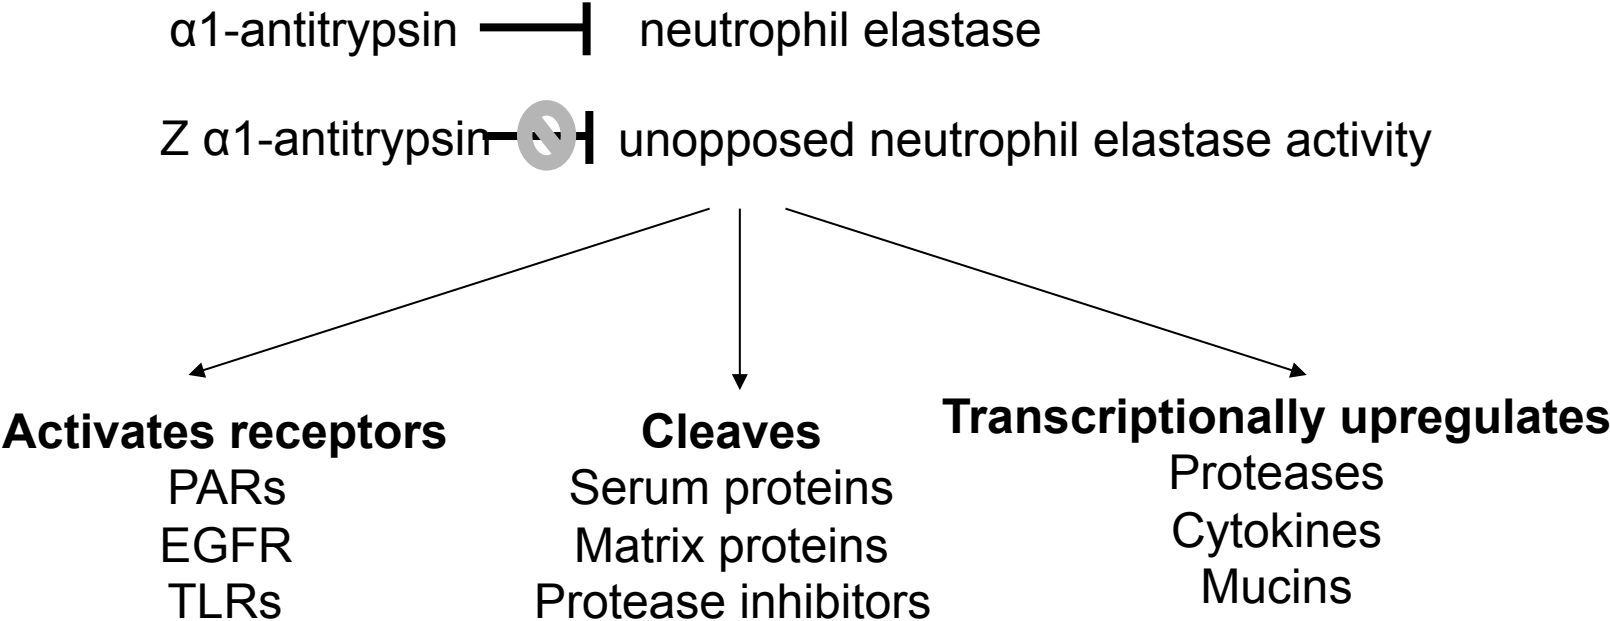 α1-antitrypsin neutrophil elastase
Z α1-antitrypsin unopposed neutrophil elastase activity
Activates receptors
PARs
EGFR
TLRs
Cleaves
Serum proteins
Matrix proteins
Protease inhibitors
Transcriptionally upregulates
Proteases
Cytokines
Mucins